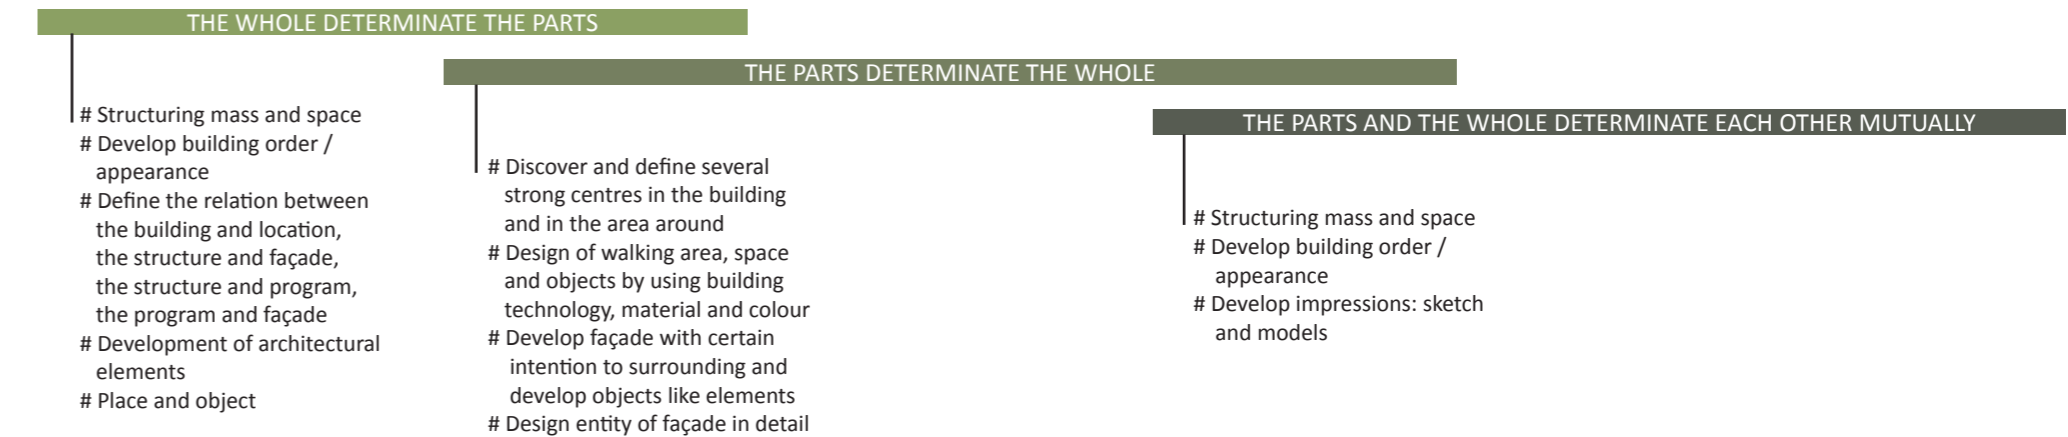 THE WHOLE DETERMINATE THE PARTS
# Structuring mass and space
# Develop building order /
appearance
# Define the relation between
the building and location,
the structure and façade,
the structure and program,
the program and façade
# Development of architectural
elements
# Place and object
THE PARTS DETERMINATE THE WHOLE
# Discover and define several
strong centres in the building
and in the area around
# Design of walking area, space
and objects by using building
technology, material and colour
# Develop façade with certain
intention to surrounding and
develop objects like elements
# Design entity of façade in detail
THE PARTS AND THE WHOLE DETERMINATE EACH OTHER MUTUALLY
# Structuring mass and space
# Develop building order /
appearance
# Develop impressions: sketch
and models